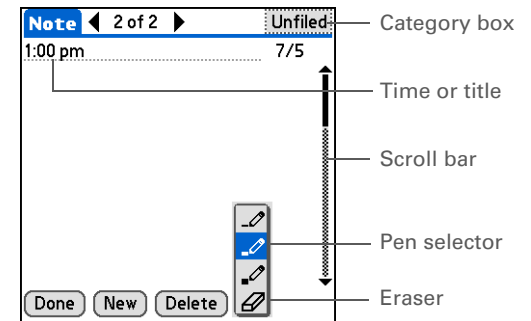 Note 2 of 2 Unfiled Category box
1:00 pm 7/5
Time or title
Scroll bar
Pen selector
Done New Delete Eraser